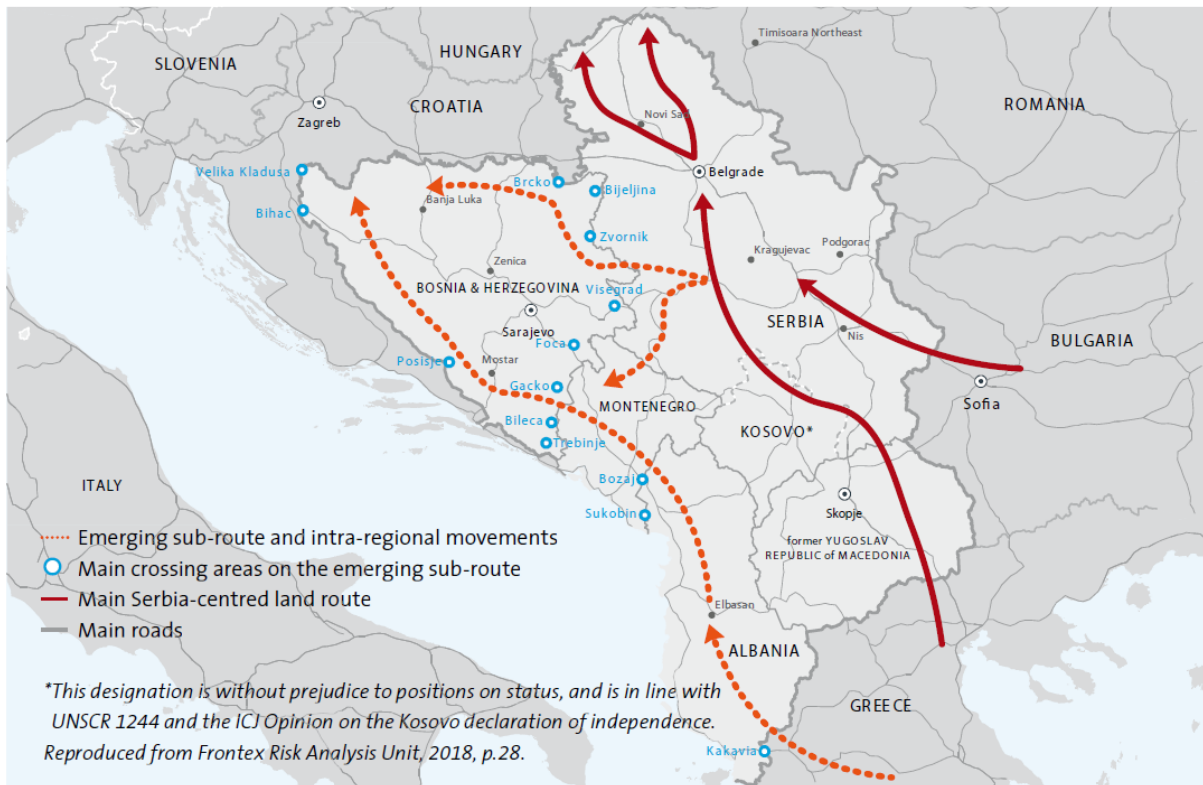 Timisoara Northeast
HUNGARY
SLOVENIA
CROATIA
ROMANIA
Zagreb
Novi Sad
Velika Kladusa
Brcko
Belgrade
Bijeljina
Banja Luka
Bihac
Zvornik
Kragujevac
Podgorac
Zenica
BOSNIA & HERZEGOVINA
Visegrad
SERBIA
Sarajevo
Nis
BULGARIA
Foca
Posisje
Mostar
Gacko
Sofia
MONTENEGRO
Bileca
KOSOVO*
Trebinje
Bozaj
ITALY
Skopje
Sukobin
former YUGOSLAV
REPUBLIC of MACEDONIA
Emerging sub-route and intra-regional movements
Main crossing areas on the emerging sub-route
Main Serbia-centred land route
Elbasan
Main roads
ALBANIA
*This designation is without prejudice to positions on status, and is in line with
UNSCR 1244 and the ICJ Opinion on the Kosovo declaration of independence.
Reproduced from Frontex Risk Analysis Unit, 2018, p.28.
GREECE
Kakavia